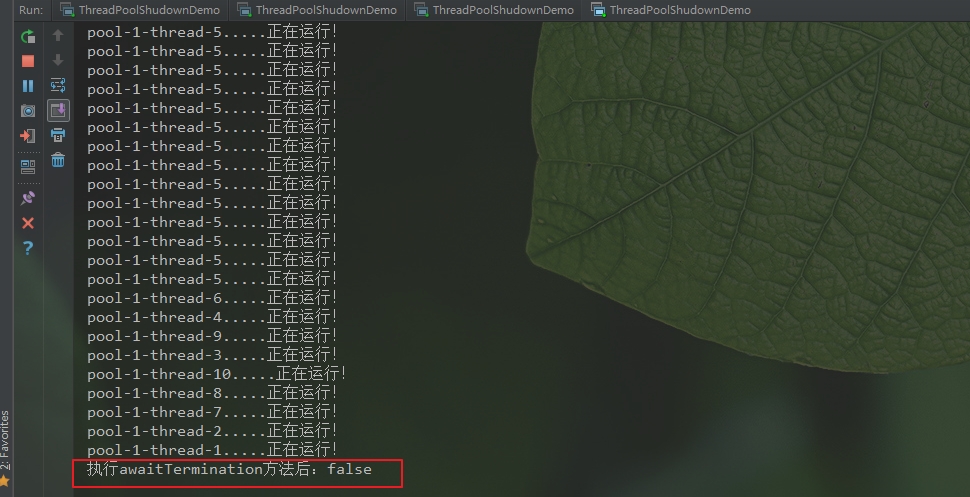 Run: ThreadPoolShudownDemo ThreadPoolShudownDemo ThreadPoolShudownDemo ThreadPoolShudownDemo
pool-1-thread-5.....正在运行!
pool-1-thread-5.....正在运行!
pool-1-thread-5.....正在运行!
pool-1-thread-5.....正在运行!
pool-1-thread-5.....正在运行!
pool-1-thread-5.....正在运行!
pool-1-thread-5.....正在运行!
pool-1-thread-5.....正在运行!
pool-1-thread-5.....正在运行!
pool-1-thread-5.....正在运行!
pool-1-thread-5.....正在运行!
pool-1-thread-5.....正在运行!
pool-1-thread-5.....正在运行!
pool-1-thread-5.....正在运行!
pool-1-thread-6.....正在运行!
pool-1-thread-4.....正在运行!
pool-1-thread-9.....正在运行!
pool-1-thread-3.....正在运行!
pool-1-thread-10.....正在运行!
pool-1-thread-8.....正在运行!
pool-1-thread-7.....正在运行!
pool-1-thread-2.....正在运行!
pool-1-thread-1.....正在运行!
执行awaitTermination方法后：false
2: Favorites